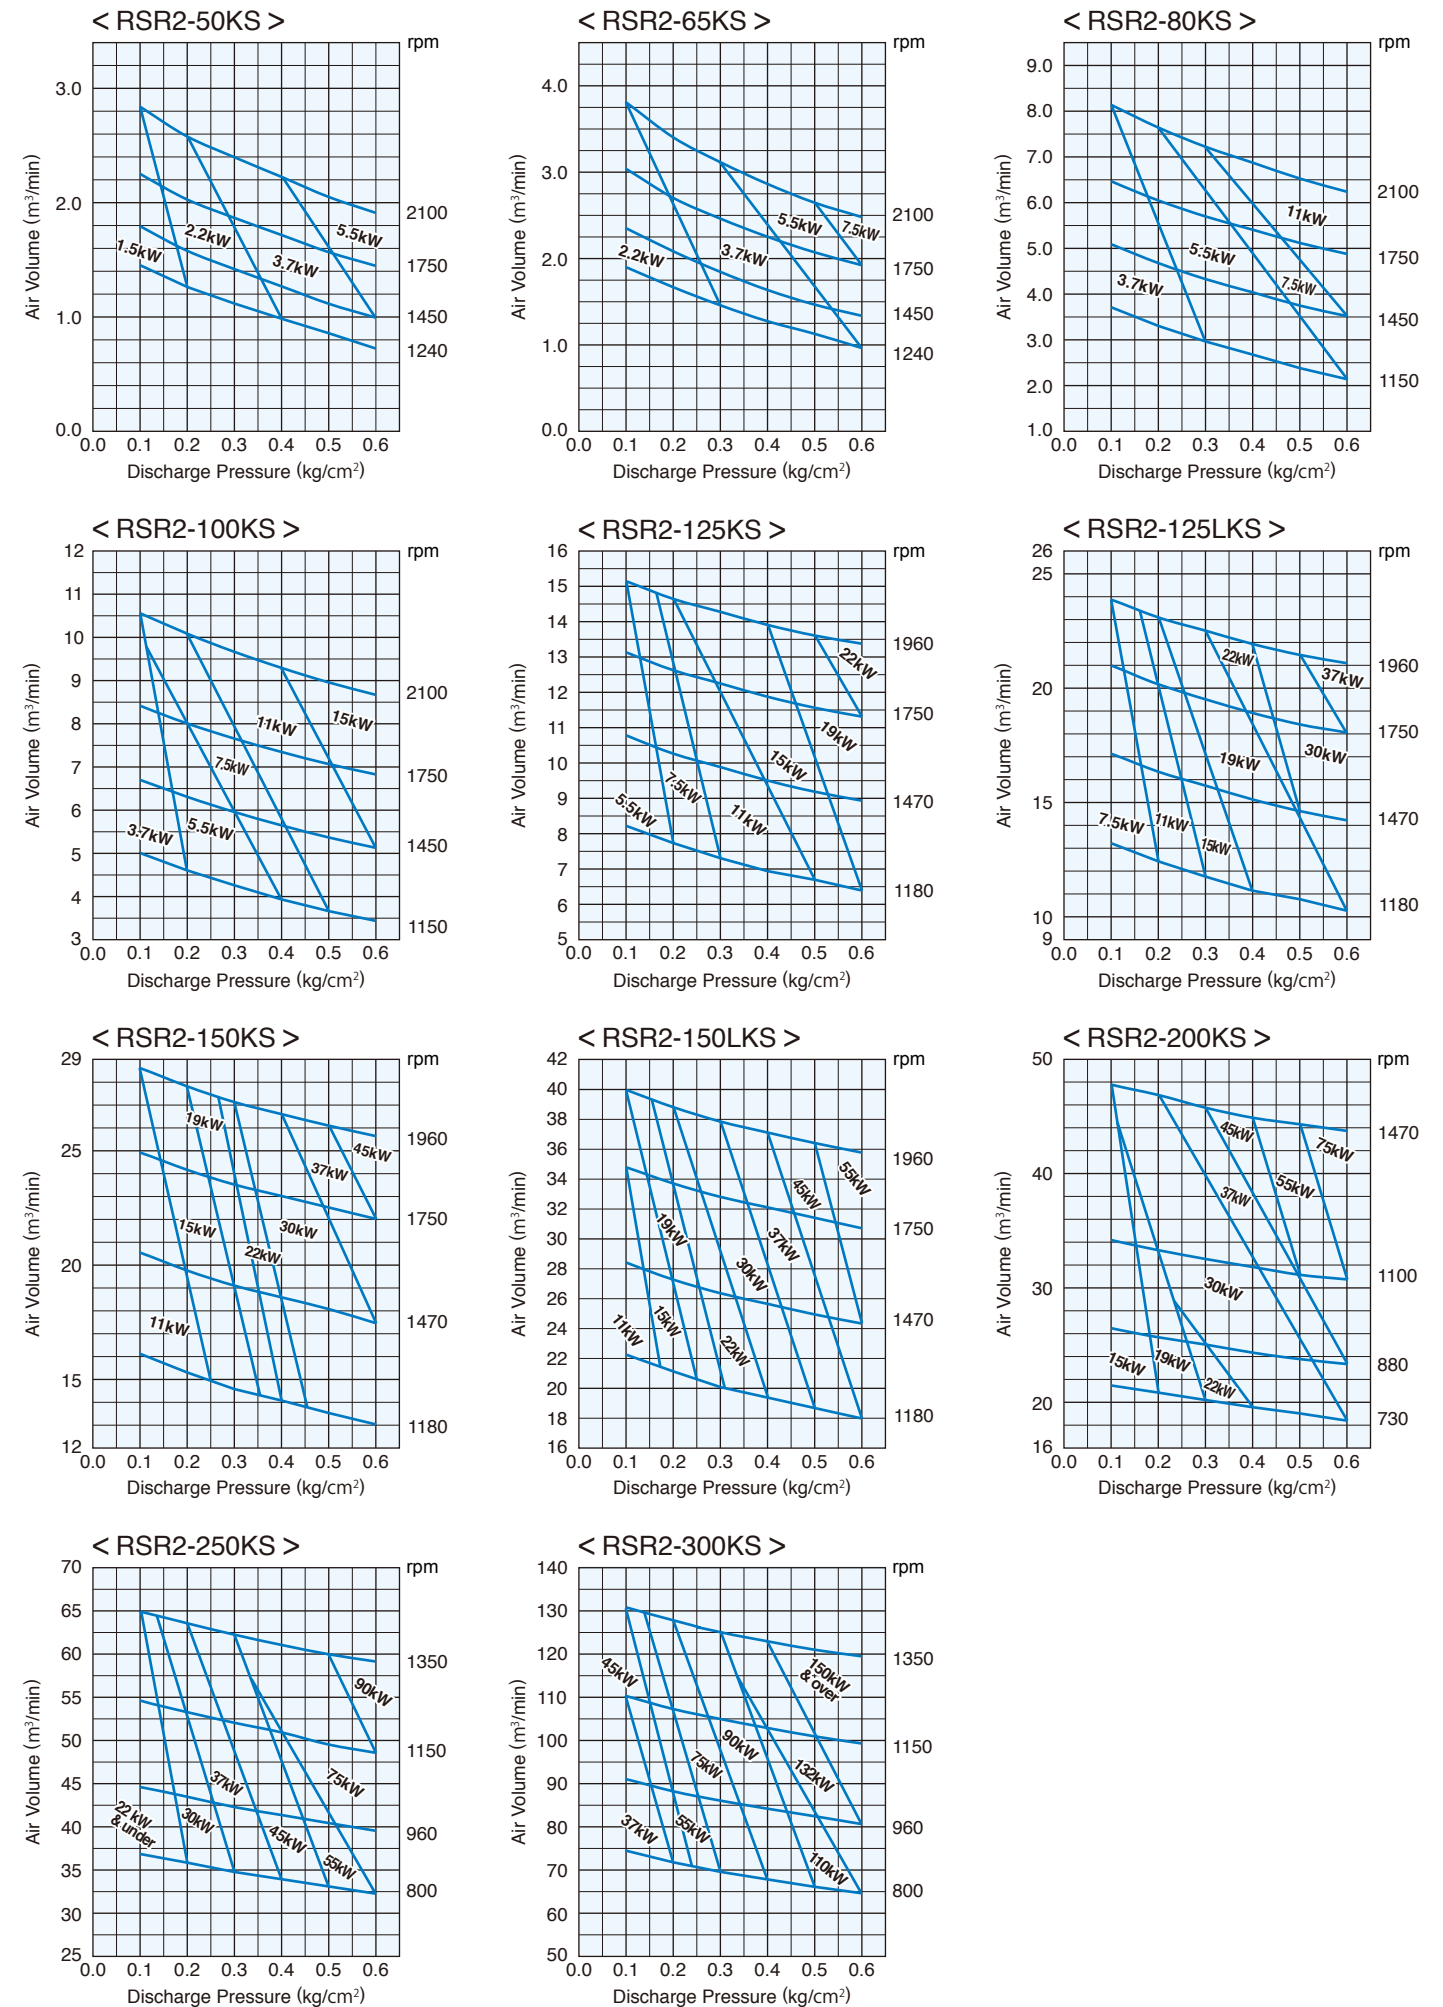 < RSR2-50KS >
rpm
3.0
2.0
1.0
0.0
Air Volume (m³/min)
1.5kW
2.2kW
3.7kW
5.5kW
2100
1750
1450
1240
0.0 0.1 0.2 0.3 0.4 0.5 0.6
Discharge Pressure (kg/cm²)
< RSR2-65KS >
rpm
4.0
3.0
2.0
1.0
0.0
Air Volume (m³/min)
2.2kW
3.7kW
5.5kW
7.5kW
2100
1750
1450
1240
0.0 0.1 0.2 0.3 0.4 0.5 0.6
Discharge Pressure (kg/cm²)
< RSR2-80KS >
rpm
9.0
8.0
7.0
6.0
5.0
4.0
3.0
2.0
1.0
Air Volume (m³/min)
3.7kW
5.5kW
7.5kW
11kW
2100
1750
1450
1150
0.0 0.1 0.2 0.3 0.4 0.5 0.6
Discharge Pressure (kg/cm²)
< RSR2-100KS >
rpm
12
11
10
9
8
7
6
5
4
3
Air Volume (m³/min)
3.7kW
5.5kW
7.5kW
11kW
15kW
2100
1750
1450
1150
0.0 0.1 0.2 0.3 0.4 0.5 0.6
Discharge Pressure (kg/cm²)
< RSR2-125KS >
rpm
16
15
14
13
12
11
10
9
8
7
6
5
Air Volume (m³/min)
5.5kW
7.5kW
11kW
15kW
19kW
22kW
1960
1750
1470
1180
0.0 0.1 0.2 0.3 0.4 0.5 0.6
Discharge Pressure (kg/cm²)
< RSR2-125LKS >
rpm
26
25
20
15
10
9
Air Volume (m³/min)
7.5kW
11kW
15kW
19kW
22kW
30kW
37kW
1960
1750
1470
1180
0.0 0.1 0.2 0.3 0.4 0.5 0.6
Discharge Pressure (kg/cm²)
< RSR2-150KS >
rpm
29
25
20
15
12
Air Volume (m³/min)
11kW
15kW
19kW
22kW
30kW
37kW
45kW
1960
1750
1470
1180
0.0 0.1 0.2 0.3 0.4 0.5 0.6
Discharge Pressure (kg/cm²)
< RSR2-150LKS >
rpm
42
40
38
36
34
32
30
28
26
24
22
20
18
16
Air Volume (m³/min)
11kW
15kW
19kW
22kW
30kW
37kW
45kW
55kW
1960
1750
1470
1180
0.0 0.1 0.2 0.3 0.4 0.5 0.6
Discharge Pressure (kg/cm²)
< RSR2-200KS >
rpm
50
40
30
20
16
Air Volume (m³/min)
15kW
19kW
22kW
30kW
37kW
45kW
55kW
75kW
1470
1100
880
730
0.0 0.1 0.2 0.3 0.4 0.5 0.6
Discharge Pressure (kg/cm²)
< RSR2-250KS >
rpm
70
65
60
55
50
45
40
35
30
25
Air Volume (m³/min)
22 kW
& under
30kW
37kW
45kW
55kW
75kW
90kW
1350
1150
960
800
0.0 0.1 0.2 0.3 0.4 0.5 0.6
Discharge Pressure (kg/cm²)
< RSR2-300KS >
rpm
140
130
120
110
100
90
80
70
60
50
Air Volume (m³/min)
37kW
45kW
55kW
75kW
90kW
110kW
132kW
150kW
& over
1350
1150
960
800
0.0 0.1 0.2 0.3 0.4 0.5 0.6
Discharge Pressure (kg/cm²)